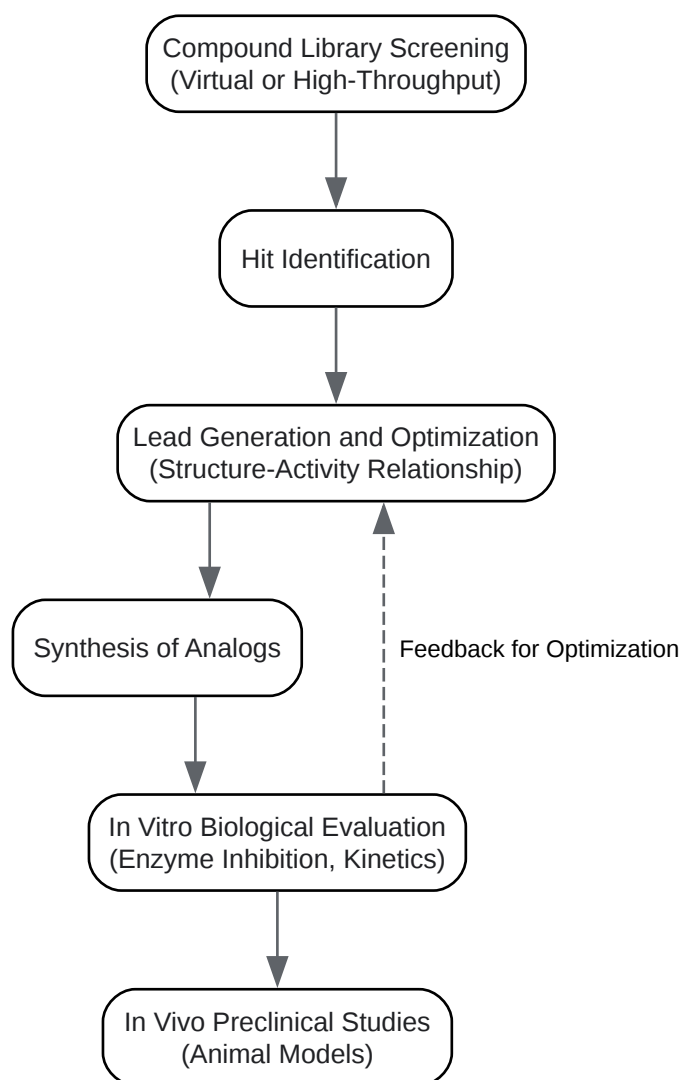 Compound Library Screening
(Virtual or High-Throughput)
Hit Identification
Lead Generation and Optimization
(Structure-Activity Relationship)
Synthesis of Analogs
Feedback for Optimization
In Vitro Biological Evaluation
(Enzyme Inhibition, Kinetics)
In Vivo Preclinical Studies
(Animal Models)